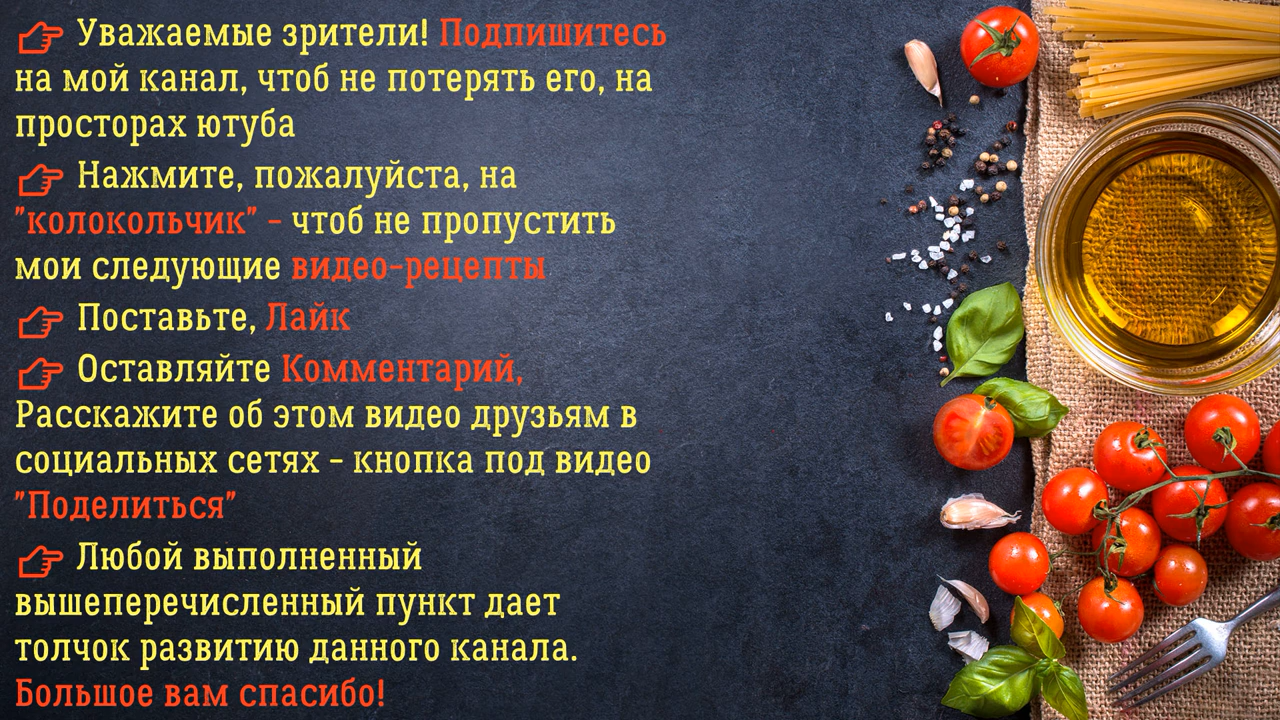 👉 Уважаемые зрители! Подпишитесь
на мой канал, чтоб не потерять его, на
просторах ютуба
👉 Нажмите, пожалуйста, на
"колокольчик" - чтоб не пропустить
мои следующие видео-рецепты
👉 Поставьте, Лайк
👉 Оставляйте Комментарий,
Расскажите об этом видео друзьям в
социальных сетях - кнопка под видео
"Поделиться"
👉 Любой выполненный
вышеперечисленный пункт дает
толчок развитию данного канала.
Большое вам спасибо!